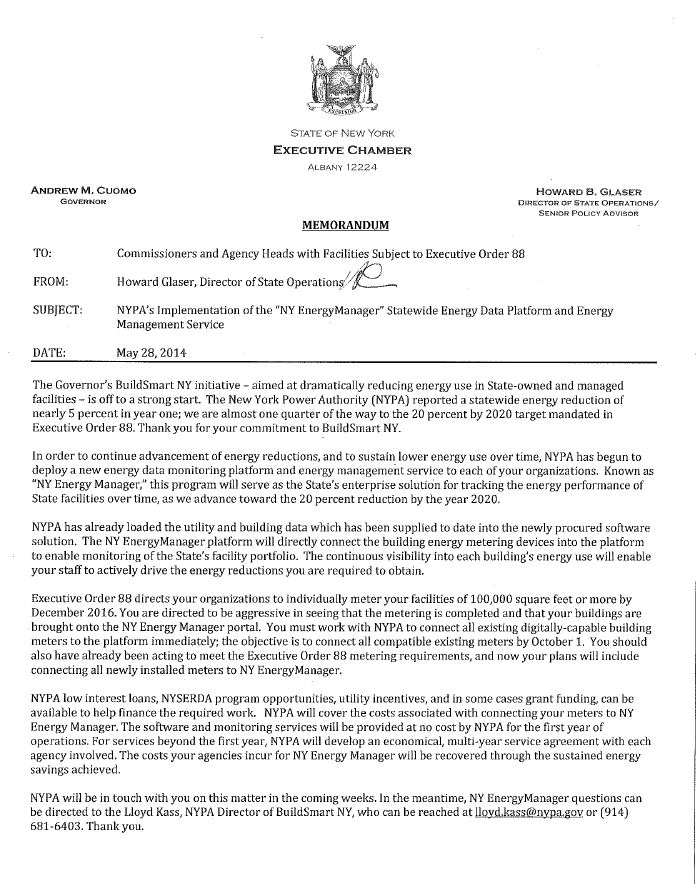 EXCELSIOR
STATE OF NEW YORK
EXECUTIVE CHAMBER
ALBANY 12224
ANDREW M. CUOMO
GOVERNOR
HOWARD B. GLASER
DIRECTOR OF STATE OPERATIONS/
SENIOR POLICY ADVISOR
MEMORANDUM
TO: Commissioners and Agency Heads with Facilities Subject to Executive Order 88
FROM: Howard Glaser, Director of State Operations
SUBJECT: NYPA's Implementation of the "NY EnergyManager" Statewide Energy Data Platform and Energy
Management Service
DATE: May 28, 2014
The Governor's BuildSmart NY initiative – aimed at dramatically reducing energy use in State-owned and managed
facilities – is off to a strong start. The New York Power Authority (NYPA) reported a statewide energy reduction of
nearly 5 percent in year one; we are almost one quarter of the way to the 20 percent by 2020 target mandated in
Executive Order 88. Thank you for your commitment to BuildSmart NY.
In order to continue advancement of energy reductions, and to sustain lower energy use over time, NYPA has begun to
deploy a new energy data monitoring platform and energy management service to each of your organizations. Known as
"NY Energy Manager," this program will serve as the State's enterprise solution for tracking the energy performance of
State facilities over time, as we advance toward the 20 percent reduction by the year 2020.
NYPA has already loaded the utility and building data which has been supplied to date into the newly procured software
solution. The NY EnergyManager platform will directly connect the building energy metering devices into the platform
to enable monitoring of the State's facility portfolio. The continuous visibility into each building's energy use will enable
your staff to actively drive the energy reductions you are required to obtain.
Executive Order 88 directs your organizations to individually meter your facilities of 100,000 square feet or more by
December 2016. You are directed to be aggressive in seeing that the metering is completed and that your buildings are
brought onto the NY Energy Manager portal. You must work with NYPA to connect all existing digitally-capable building
meters to the platform immediately; the objective is to connect all compatible existing meters by October 1. You should
also have already been acting to meet the Executive Order 88 metering requirements, and now your plans will include
connecting all newly installed meters to NY EnergyManager.
NYPA low interest loans, NYSERDA program opportunities, utility incentives, and in some cases grant funding, can be
available to help finance the required work. NYPA will cover the costs associated with connecting your meters to NY
Energy Manager. The software and monitoring services will be provided at no cost by NYPA for the first year of
operations. For services beyond the first year, NYPA will develop an economical, multi-year service agreement with each
agency involved. The costs your agencies incur for NY Energy Manager will be recovered through the sustained energy
savings achieved.
NYPA will be in touch with you on this matter in the coming weeks. In the meantime, NY EnergyManager questions can
be directed to the Lloyd Kass, NYPA Director of BuildSmart NY, who can be reached at lloyd.kass@nypa.gov or (914)
681-6403. Thank you.